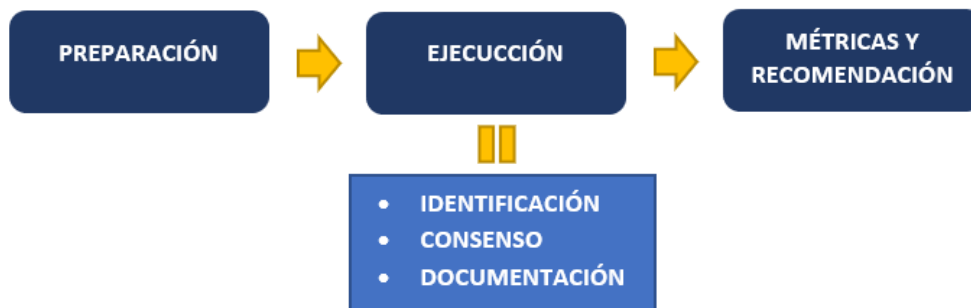 PREPARACIÓN
EJECUCCIÓN
MÉTRICAS Y
RECOMENDACIÓN
• IDENTIFICACIÓN
• CONSENSO
• DOCUMENTACIÓN